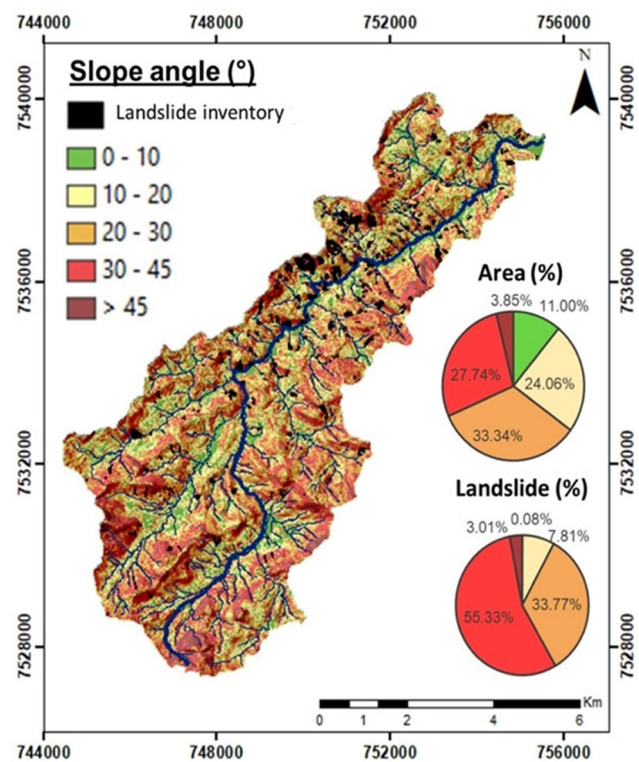 744000 748000 752000 756000
Slope angle (°)
Landslide inventory
0 - 10
10 - 20
20 - 30
30 - 45
> 45
N
7540000
7536000
7532000
7528000
7540000
7536000
7532000
7528000
Area (%)
3.85% 11.00%
27.74% 24.06%
33.34%
Landslide (%)
3.01% 0.08%
7.81%
33.77%
55.33%
Km
0 1 2 4 6
744000 748000 752000 756000